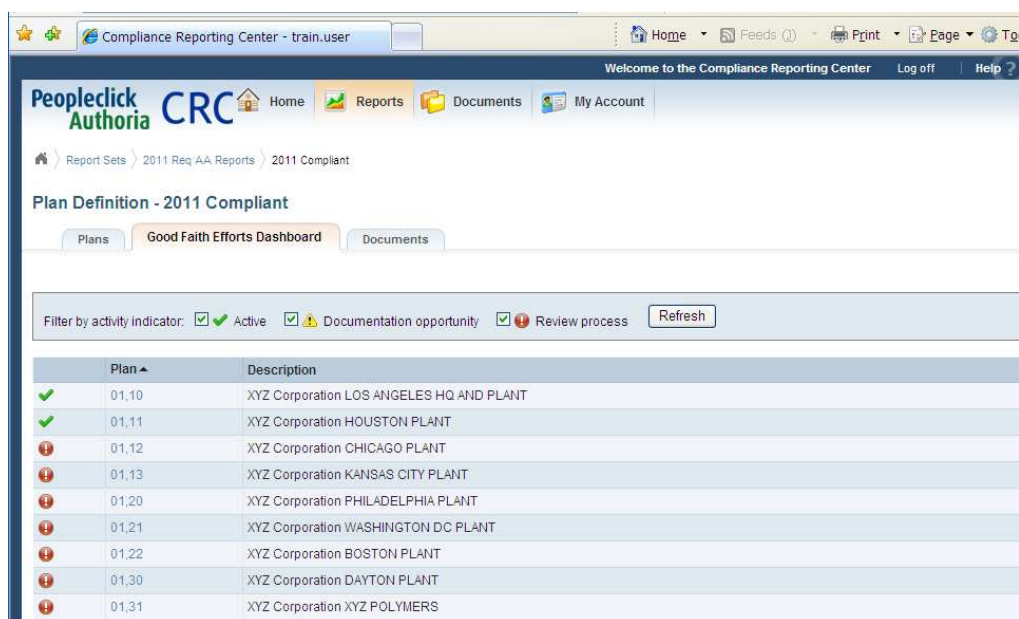 Compliance Reporting Center - train.user
Home Feeds (J) Print Page To
Welcome to the Compliance Reporting Center Log off | Help ?
Peopleclick Authoria CRC Home Reports Documents My Account
Report Sets 2011 Req AA Reports 2011 Compliant
Plan Definition - 2011 Compliant
Plans Good Faith Efforts Dashboard Documents
Filter by activity indicator: Active Documentation opportunity Review process Refresh
Plan Description
01,10 XYZ Corporation LOS ANGELES HQ AND PLANT
01,11 XYZ Corporation HOUSTON PLANT
01,12 XYZ Corporation CHICAGO PLANT
01,13 XYZ Corporation KANSAS CITY PLANT
01,20 XYZ Corporation PHILADELPHIA PLANT
01,21 XYZ Corporation WASHINGTON DC PLANT
01,22 XYZ Corporation BOSTON PLANT
01,30 XYZ Corporation DAYTON PLANT
01,31 XYZ Corporation XYZ POLYMERS